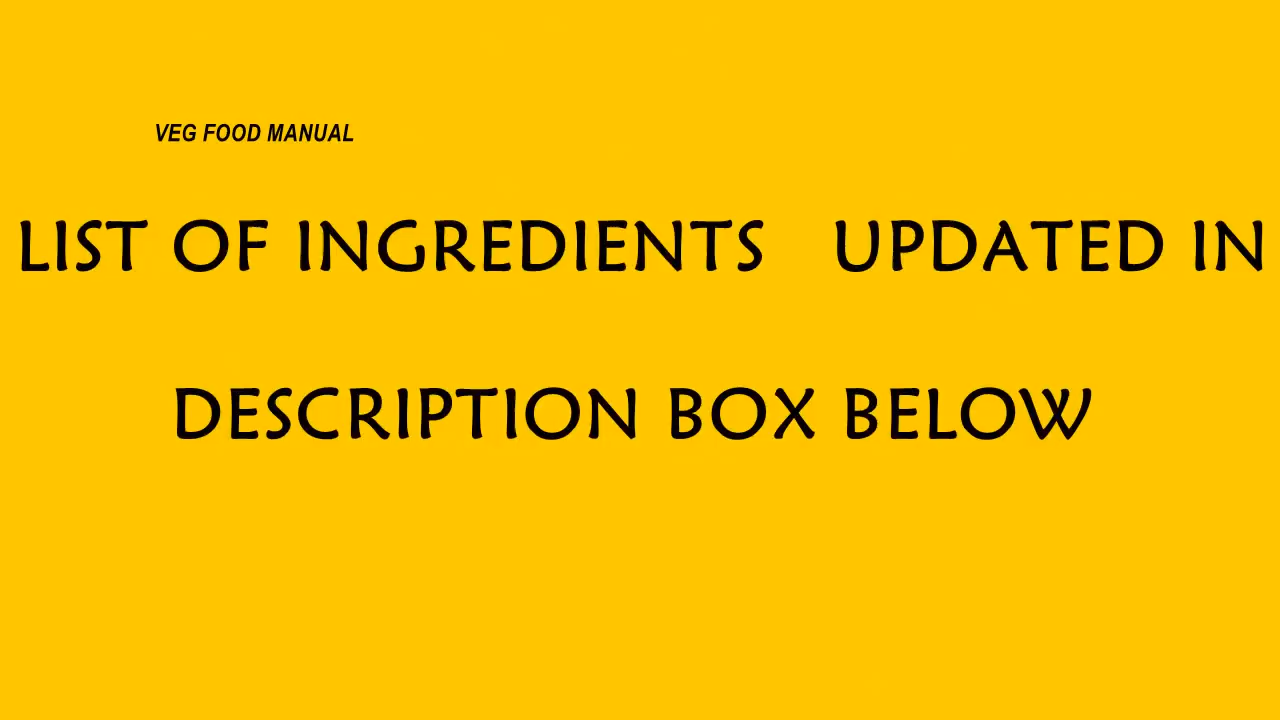 VEG FOOD MANUAL
LIST OF INGREDIENTS UPDATED IN
DESCRIPTION BOX BELOW